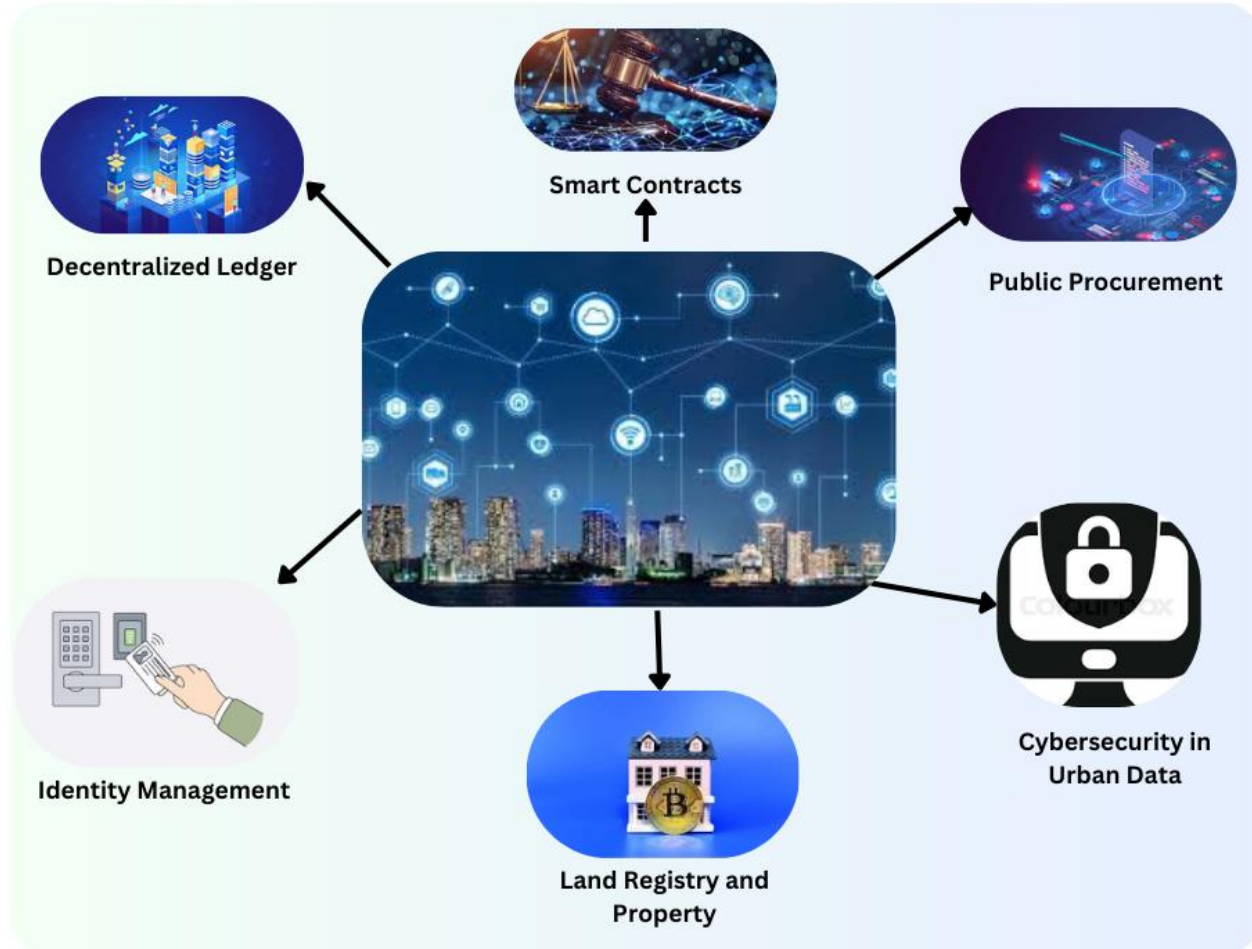 Smart Contracts
Decentralized Ledger
Public Procurement
Identity Management
Cybersecurity in
Urban Data
Land Registry and
Property